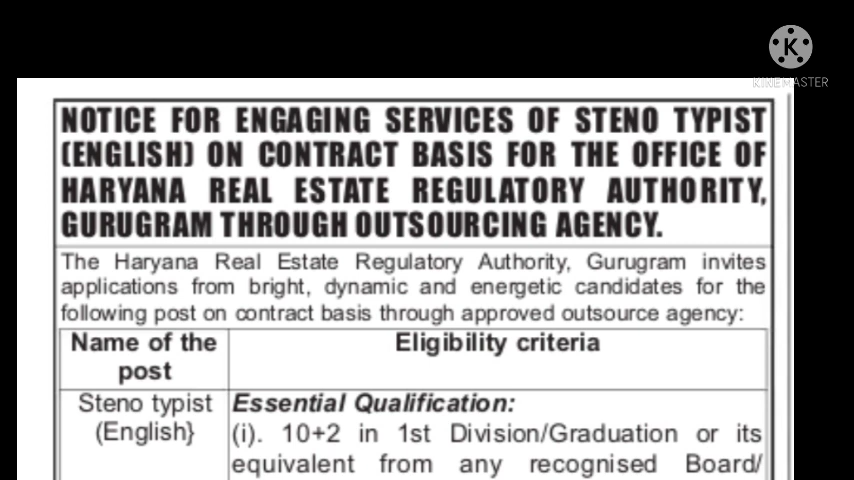 K
KINEMASTER
NOTICE FOR ENGAGING SERVICES OF STENO TYPIST
(ENGLISH) ON CONTRACT BASIS FOR THE OFFICE OF
HARYANA REAL ESTATE REGULATORY AUTHORITY,
GURUGRAM THROUGH OUTSOURCING AGENCY.
The Haryana Real Estate Regulatory Authority, Gurugram invites
applications from bright, dynamic and energetic candidates for the
following post on contract basis through approved outsource agency:
Name of the
post
Eligibility criteria
Steno typist
(English}
Essential Qualification:
(i). 10+2 in 1st Division/Graduation or its
equivalent from any recognised Board/